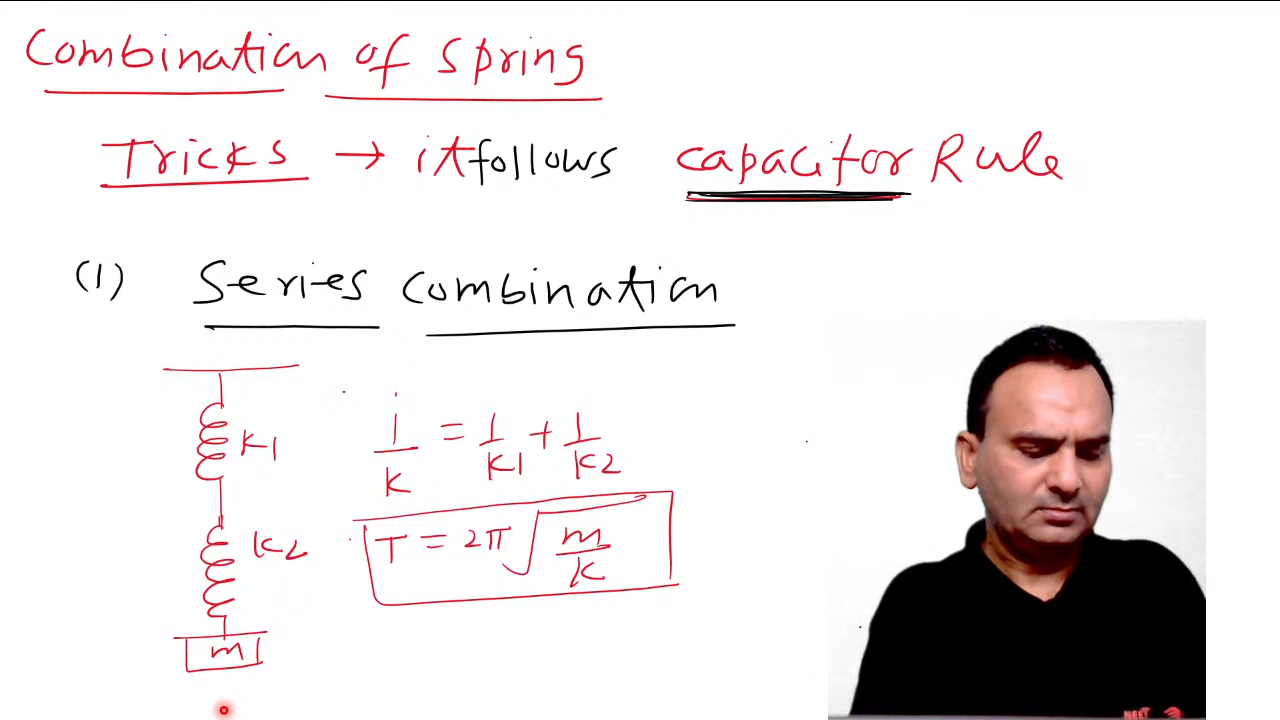 Combination of spring
Tricks → it follows capacitor Rule
(1) Series combination
K1
1/K = 1/K1 + 1/K2
K2
T = 2π√m/K
m
NEET